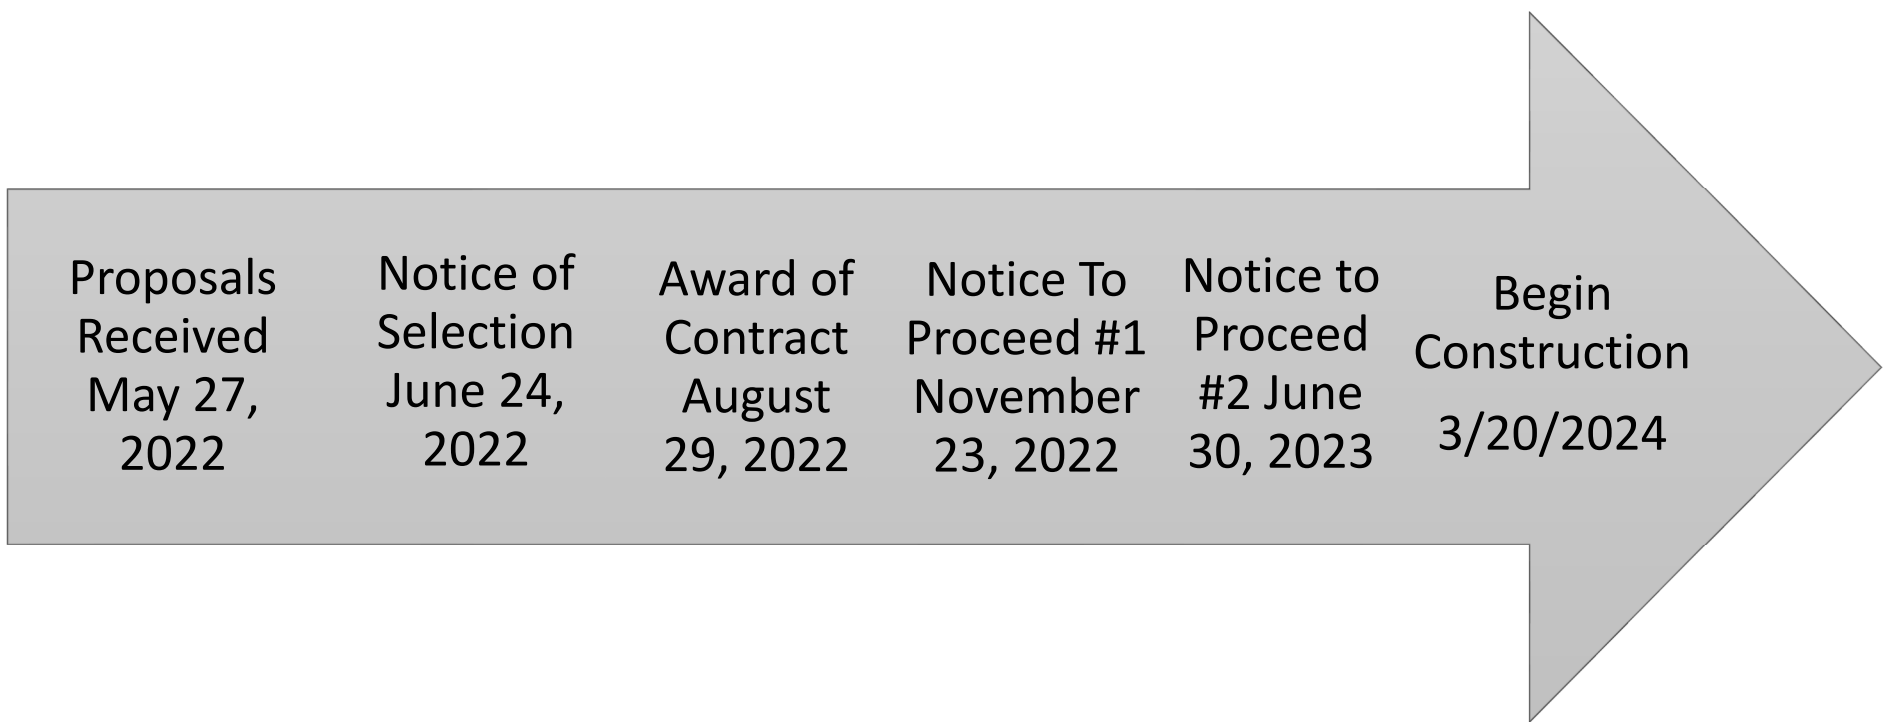 Proposals
Received
May 27,
2022
Notice of
Selection
June 24,
2022
Award of
Contract
August
29, 2022
Notice To
Proceed #1
November
23, 2022
Notice to
Proceed
#2 June
30, 2023
Begin
Construction
3/20/2024